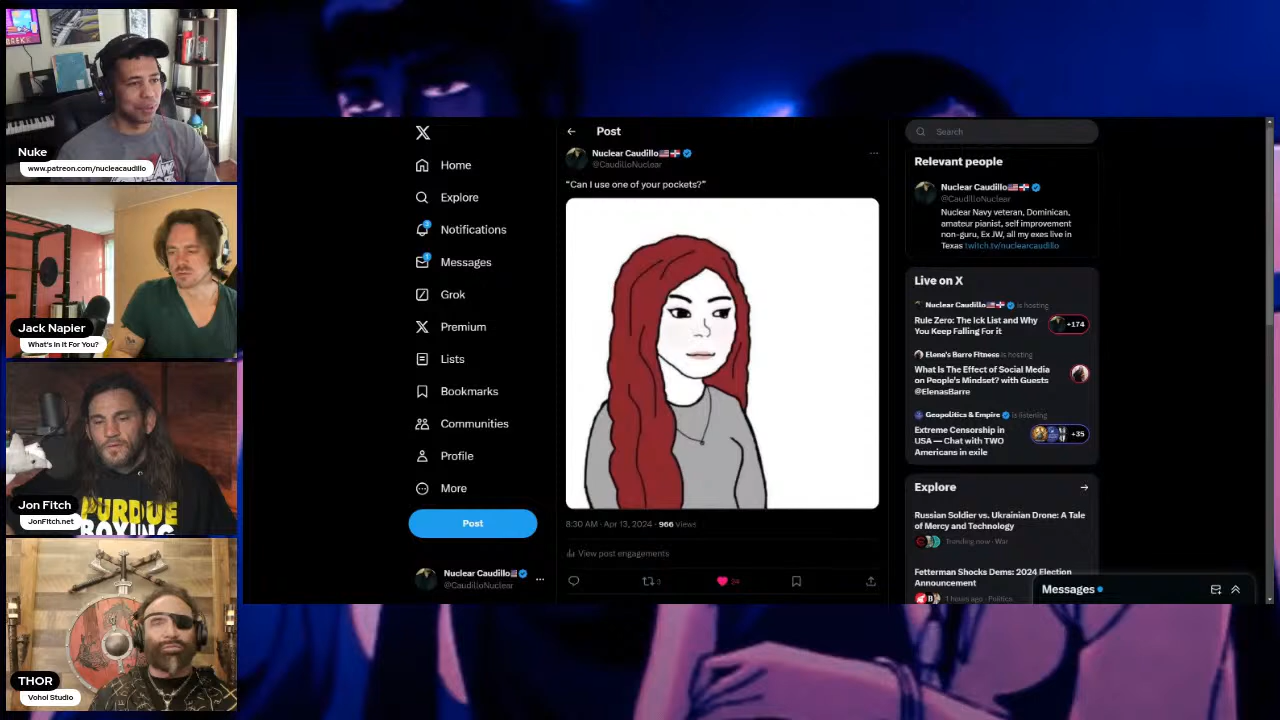 Nuke
www.patreon.com/nucleacaudillo
Jack Napier
What's In It For You?
Jon Fitch
JonFitch.net
PURDUE
BOXING
THOR
Vohol Studio
Home
Explore
Notifications
Messages
Grok
Premium
Lists
Bookmarks
Communities
Profile
More
Post
Nuclear Caudillo
@CaudilloNuclear
Post
Nuclear Caudillo
@CaudilloNuclear
"Can I use one of your pockets?"
8:30 AM · Apr 13, 2024 · 966 Views
View post engagements
3
24
Search
Relevant people
Nuclear Caudillo
@CaudilloNuclear
Nuclear Navy veteran, Dominican,
amateur pianist, self improvement
non-guru, Ex JW, all my exes live in
Texas twitch.tv/nuclearcaudillo
Live on X
Nuclear Caudillo is hosting
Rule Zero: The Ick List and Why
You Keep Falling For it
+174
Elena's Barre Fitness is hosting
What Is The Effect of Social Media
on People's Mindset? with Guests
@ElenasBarre
Geopolitics & Empire is listening
Extreme Censorship in
USA — Chat with TWO
Americans in exile
+35
Explore
Russian Soldier vs. Ukrainian Drone: A Tale
of Mercy and Technology
Trending now · War
Fetterman Shocks Dems: 2024 Election
Announcement
1 hours ago · Politics
Messages